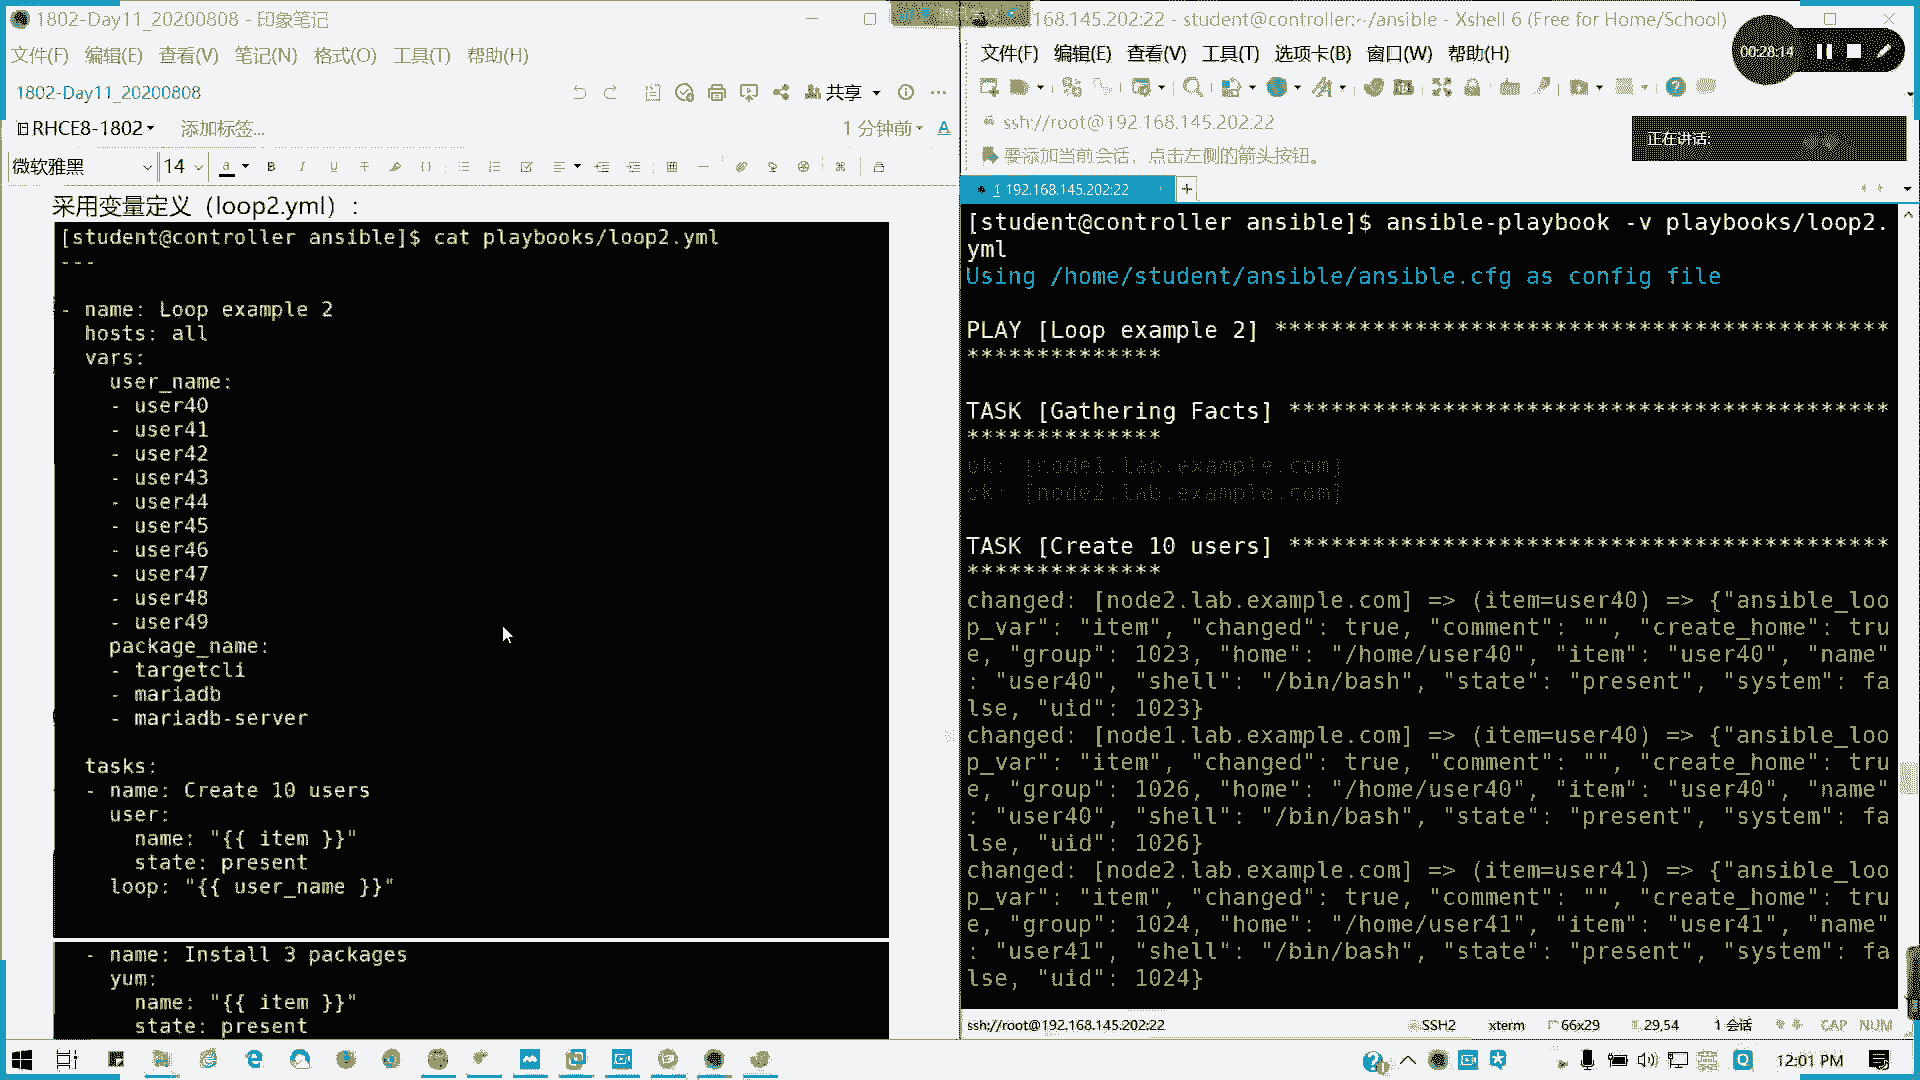 1802-Day11_20200808 - 印象笔记
文件(F) 编辑(E) 查看(V) 笔记(N) 格式(O) 工具(T) 帮助(H)
1802-Day11_20200808
共享
RHCE8-1802 添加标签...
1 分钟前
微软雅黑 14
采用变量定义（loop2.yml）:
[student@controller ansible]$ cat playbooks/loop2.yml
---
- name: Loop example 2
hosts: all
vars:
user_name:
- user40
- user41
- user42
- user43
- user44
- user45
- user46
- user47
- user48
- user49
package_name:
- targetcli
- mariadb
- mariadb-server
tasks:
- name: Create 10 users
user:
name: "{{ item }}"
state: present
loop: "{{ user_name }}"
- name: Install 3 packages
yum:
name: "{{ item }}"
state: present
168.145.202:22 - student@controller:~/ansible - Xshell 6 (Free for Home/School)
00:28:14
文件(F) 编辑(E) 查看(V) 工具(T) 选项卡(B) 窗口(W) 帮助(H)
ssh://root@192.168.145.202:22
正在讲话:
要添加当前会话，点击左侧的箭头按钮。
1 192.168.145.202:22
[student@controller ansible]$ ansible-playbook -v playbooks/loop2.
yml
Using /home/student/ansible/ansible.cfg as config file
PLAY [Loop example 2] *******************************************
**************
TASK [Gathering Facts] ******************************************
**************
ok: [node1.lab.example.com]
ok: [node2.lab.example.com]
TASK [Create 10 users] ******************************************
**************
changed: [node2.lab.example.com] => (item=user40) => {"ansible_loo
p_var": "item", "changed": true, "comment": "", "create_home": tru
e, "group": 1023, "home": "/home/user40", "item": "user40", "name"
: "user40", "shell": "/bin/bash", "state": "present", "system": fa
lse, "uid": 1023}
changed: [node1.lab.example.com] => (item=user40) => {"ansible_loo
p_var": "item", "changed": true, "comment": "", "create_home": tru
e, "group": 1026, "home": "/home/user40", "item": "user40", "name"
: "user40", "shell": "/bin/bash", "state": "present", "system": fa
lse, "uid": 1026}
changed: [node2.lab.example.com] => (item=user41) => {"ansible_loo
p_var": "item", "changed": true, "comment": "", "create_home": tru
e, "group": 1024, "home": "/home/user41", "item": "user41", "name"
: "user41", "shell": "/bin/bash", "state": "present", "system": fa
lse, "uid": 1024}
ssh://root@192.168.145.202:22 SSH2 xterm 66x29 29,54 1 会话 CAP NUM
12:01 PM